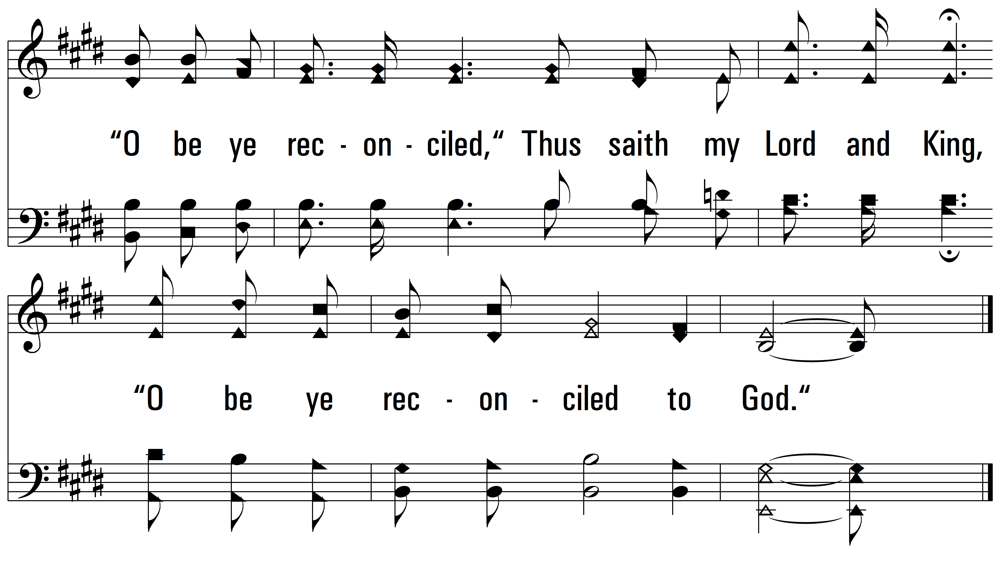 “O be ye rec - on - ciled,“ Thus saith my Lord and King,
“O be ye rec - on - ciled to God.“